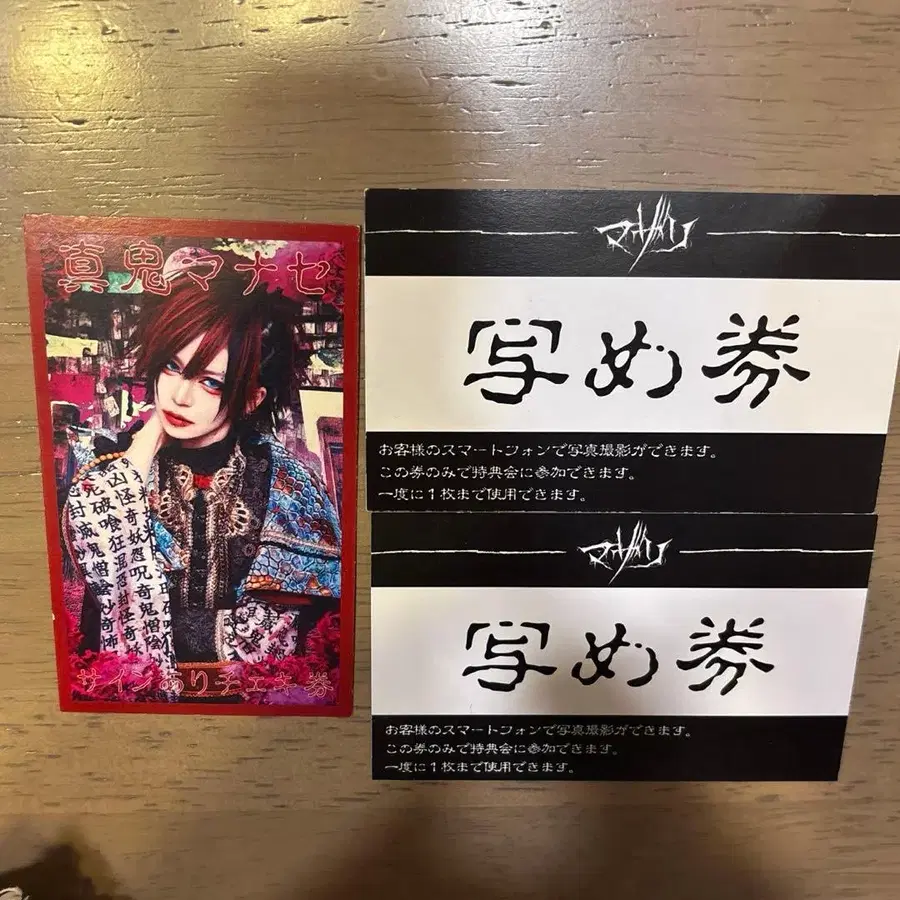 真鬼マナセ
サインありチェキ券
マザリ
写め券
お客様のスマートフォンで写真撮影ができます。
この券のみで特典会に参加できます。
一度に1枚まで使用できます。
マザリ
写め券
お客様のスマートフォンで写真撮影ができます。
この券のみで特典会に参加できます。
一度に1枚まで使用できます。